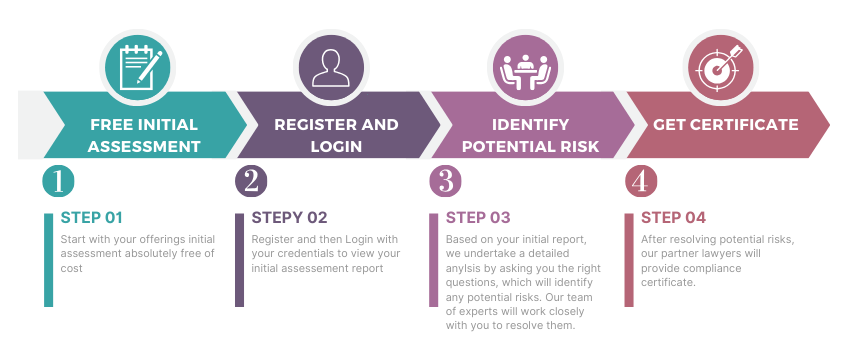 FREE INITIAL
ASSESSMENT
REGISTER AND
LOGIN
IDENTIFY
POTENTIAL RISK
GET CERTIFICATE
1
STEP 01
Start with your offerings initial
assessment absolutely free of
cost
2
STEPY 02
Register and then Login with
your credentials to view your
initial assessement report
3
STEP 03
Based on your initial report,
we undertake a detailed
anylsis by asking you the right
questions, which will identify
any potential risks. Our team
of experts will work closely
with you to resolve them.
4
STEP 04
After resolving potential risks,
our partner lawyers will
provide compliance
certificate.